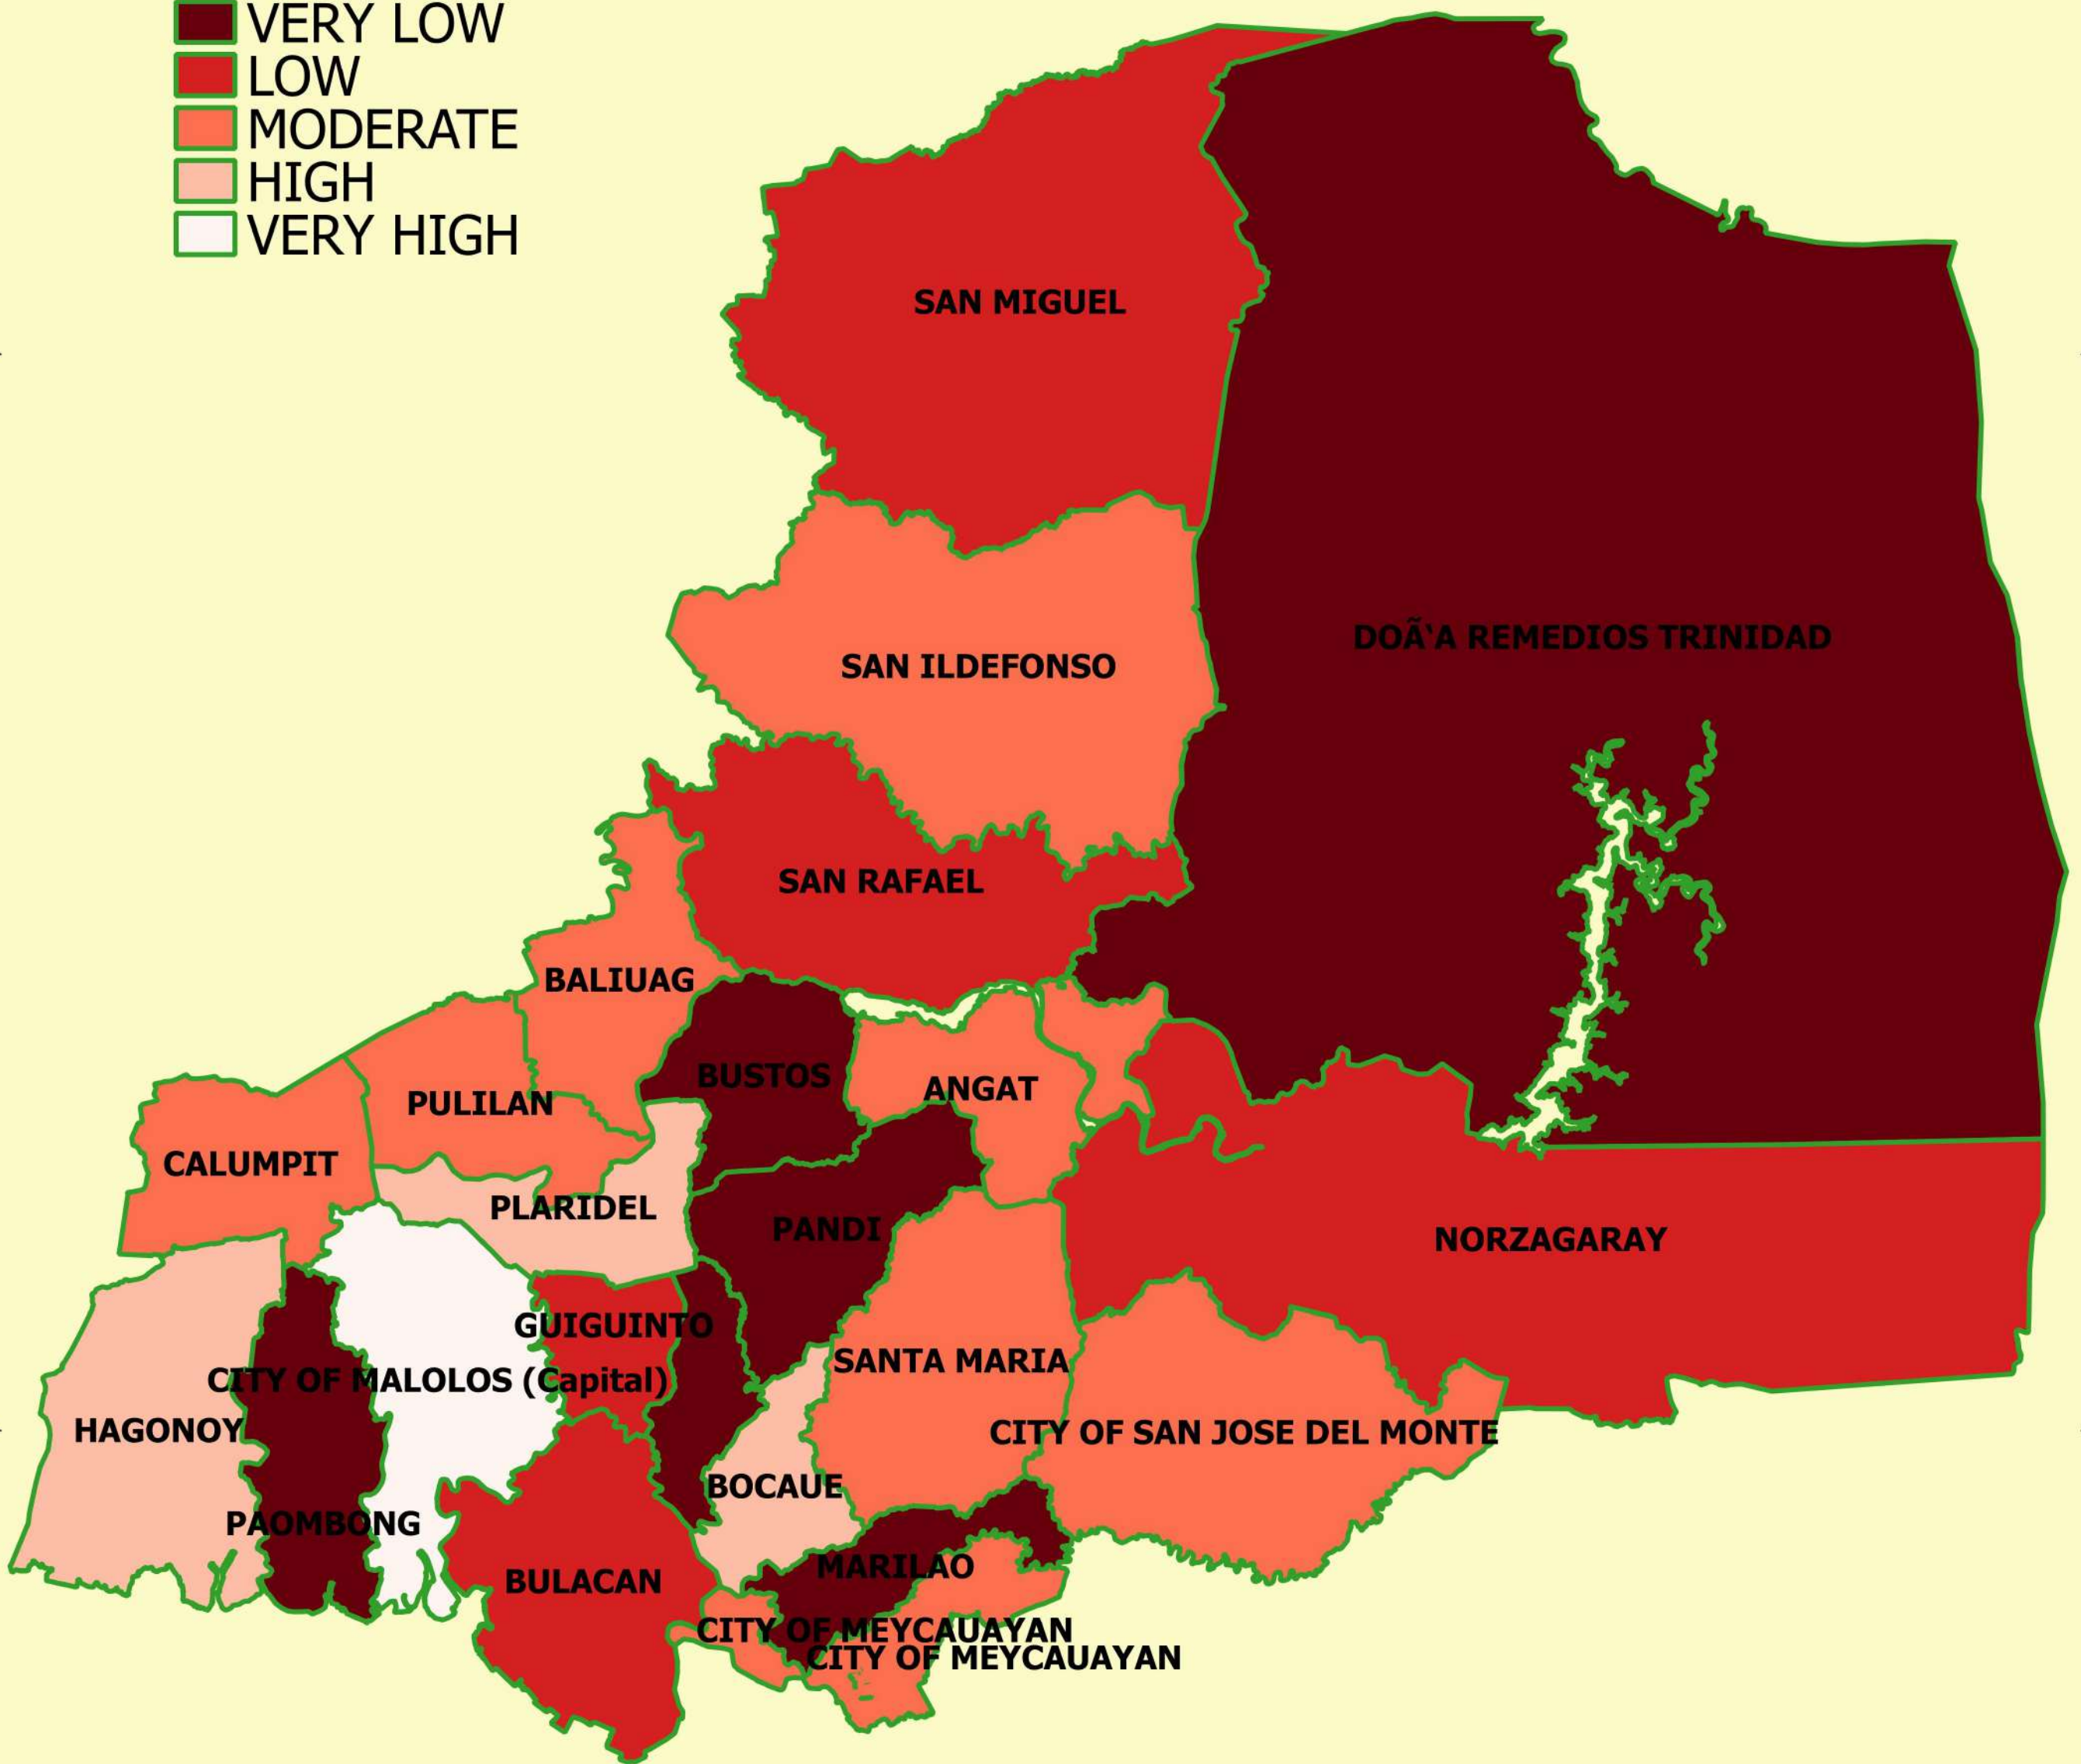 VERY LOW
LOW
MODERATE
HIGH
VERY HIGH
SAN MIGUEL
DOÃ‘A REMEDIOS TRINIDAD
SAN ILDEFONSO
SAN RAFAEL
BALIUAG
BUSTOS
ANGAT
PULILAN
CALUMPIT
PLARIDEL
PANDI
NORZAGARAY
GUIGUINTO
SANTA MARIA
CITY OF MALOLOS (Capital)
HAGONOY
CITY OF SAN JOSE DEL MONTE
BOCAUE
PAOMBONG
MARILAO
BULACAN
CITY OF MEYCAUAYAN
CITY OF MEYCAUAYAN